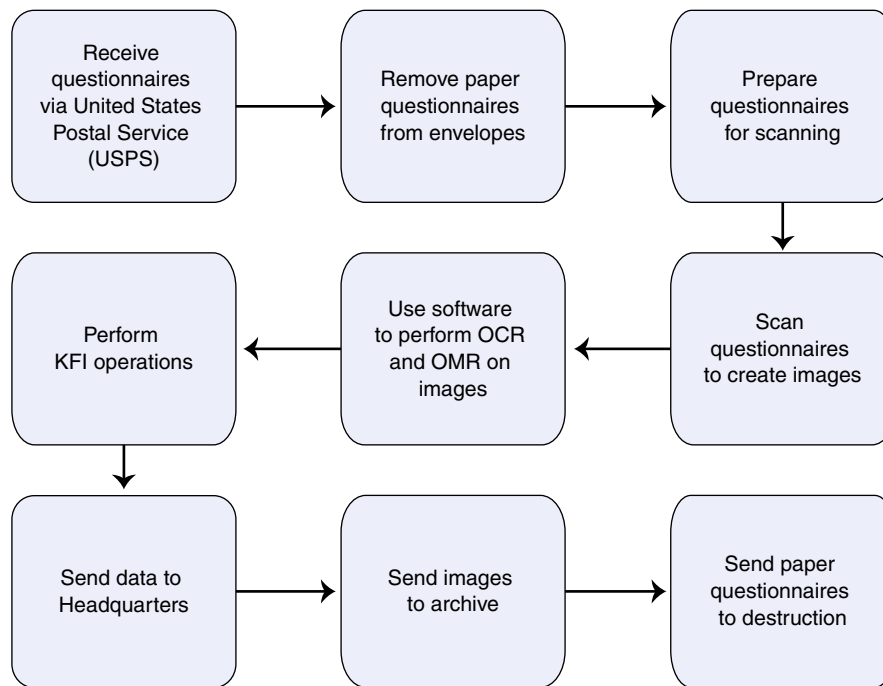 Receive
questionnaires
via United States
Postal Service
(USPS)
Remove paper
questionnaires
from envelopes
Prepare
questionnaires
for scanning
Scan
questionnaires
to create images
Use software
to perform OCR
and OMR on
images
Perform
KFI operations
Send data to
Headquarters
Send images
to archive
Send paper
questionnaires
to destruction